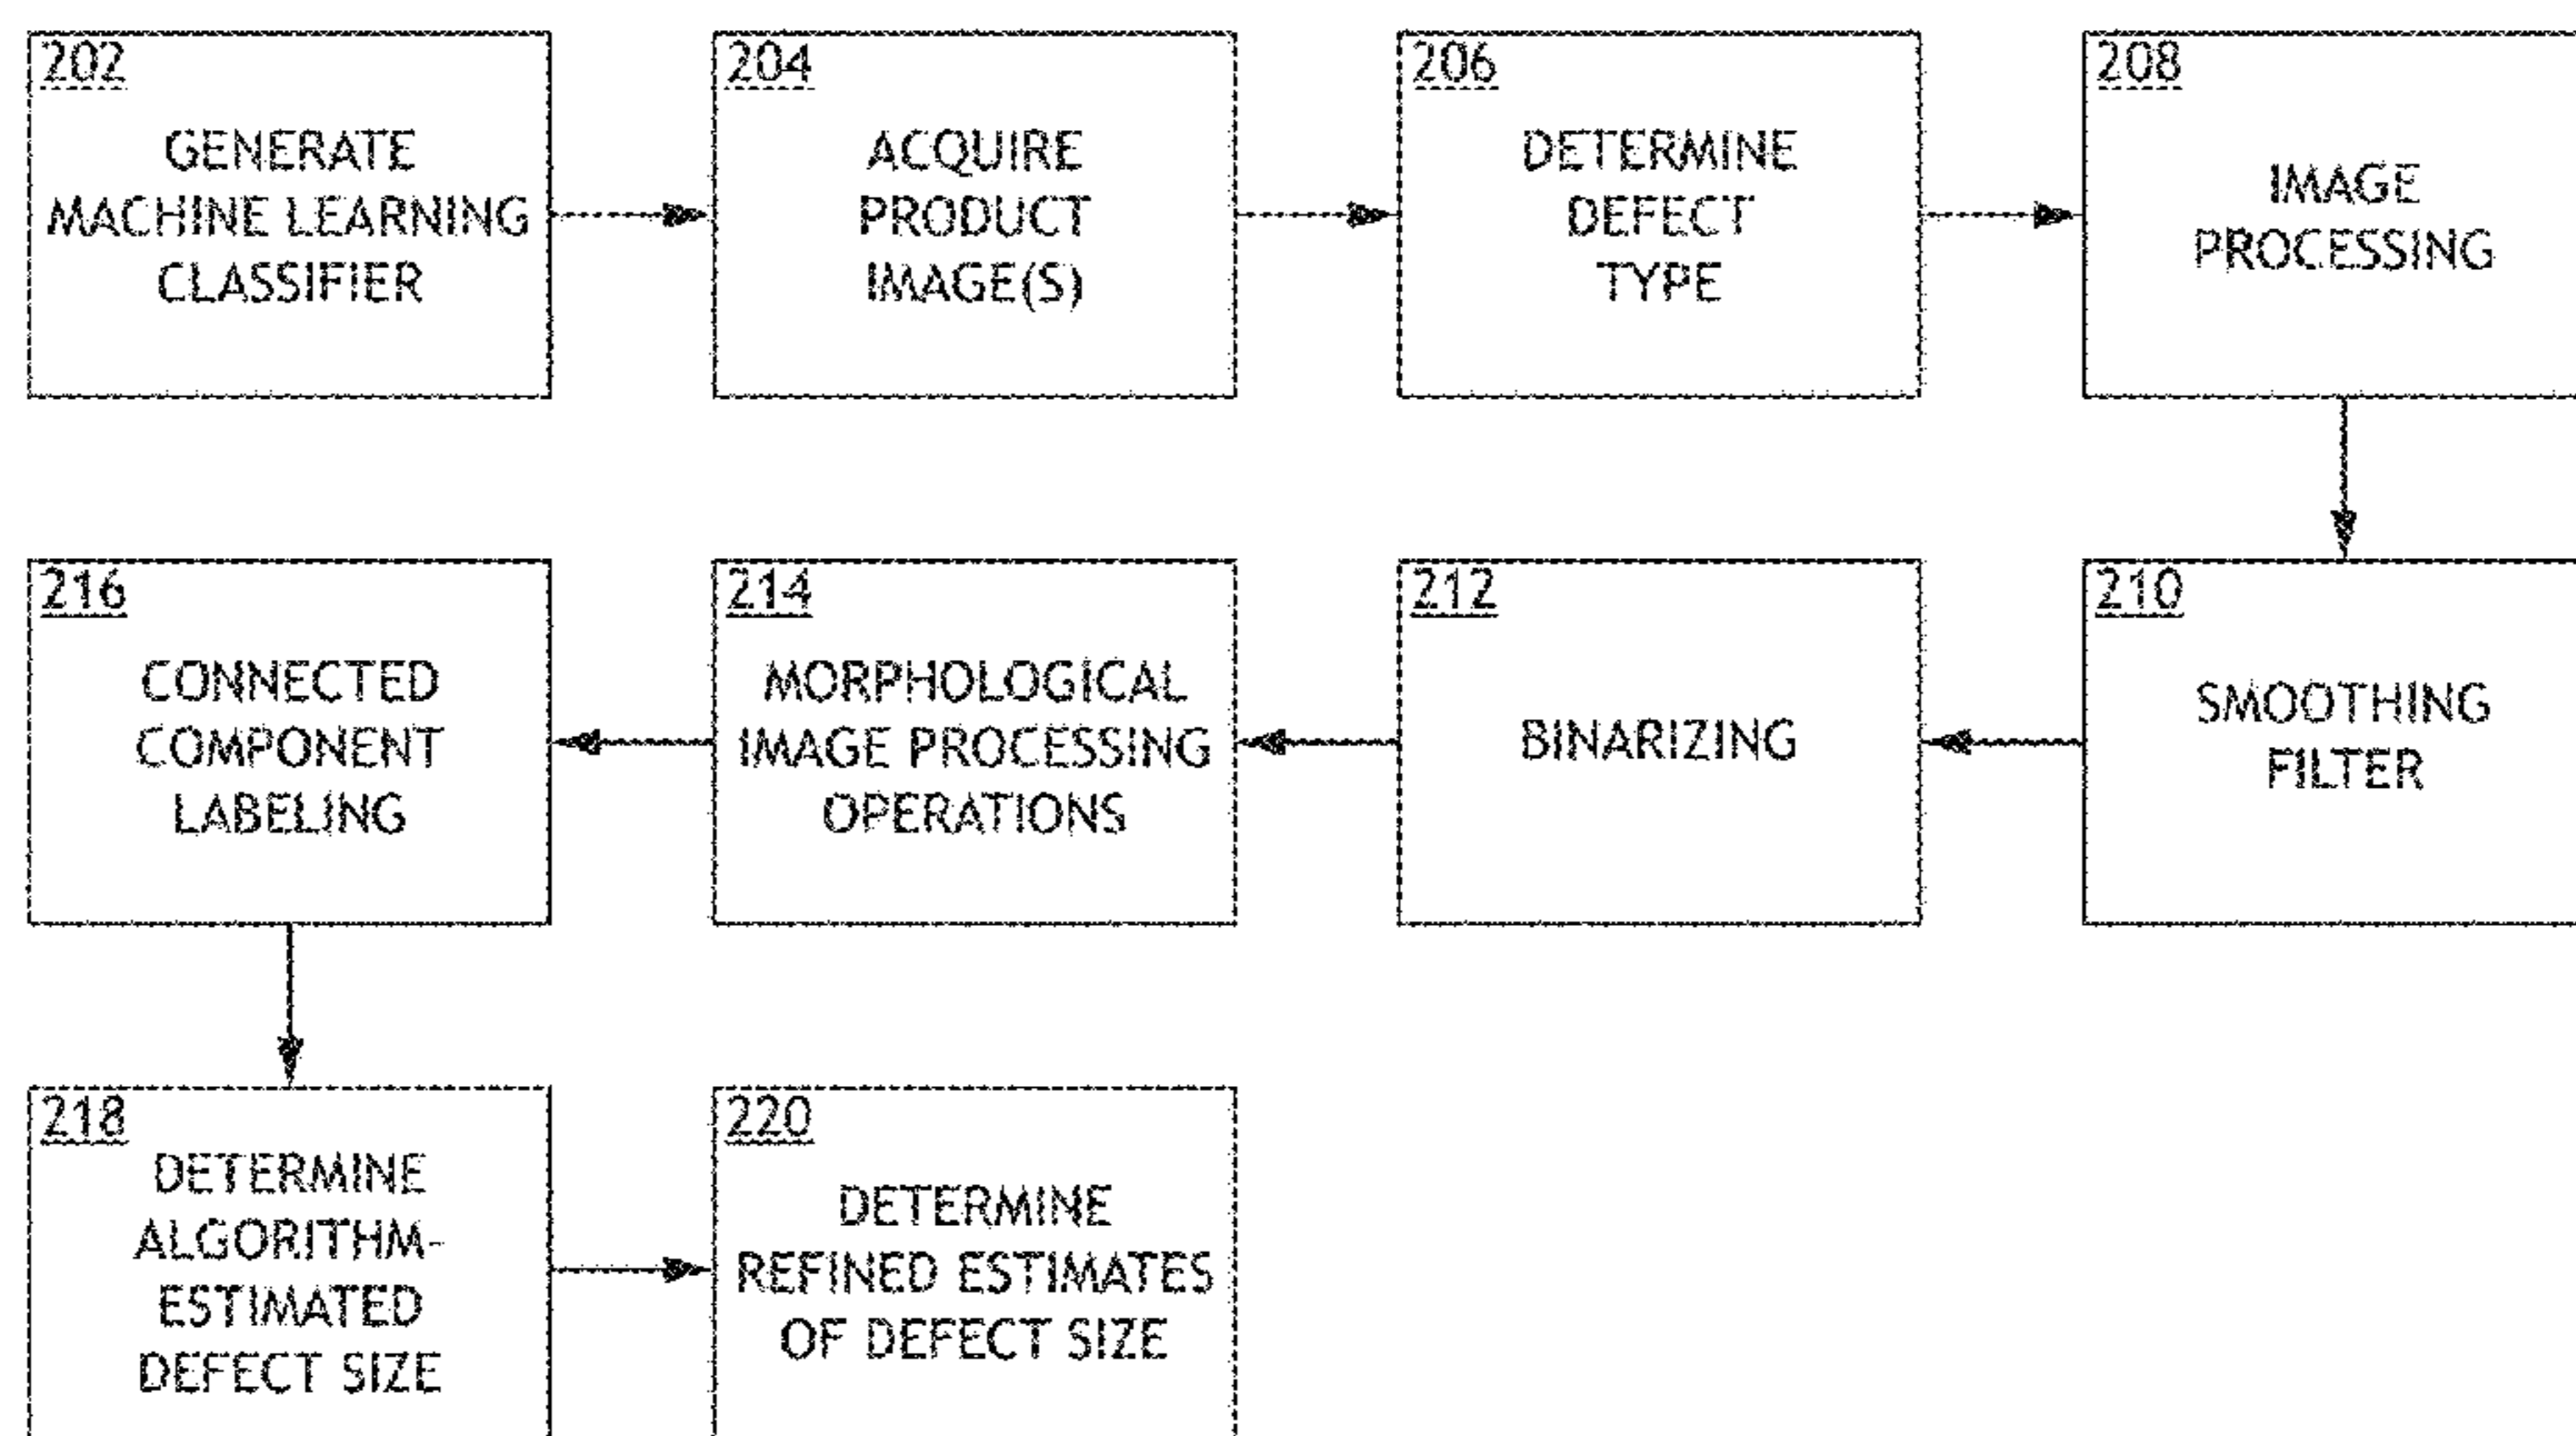 202
GENERATE
MACHINE LEARNING
CLASSIFIER
204
ACQUIRE
PRODUCT
IMAGE(S)
206
DETERMINE
DEFECT
TYPE
208
IMAGE
PROCESSING
210
SMOOTHING
FILTER
212
BINARIZING
214
MORPHOLOGICAL
IMAGE PROCESSING
OPERATIONS
216
CONNECTED
COMPONENT
LABELING
218
DETERMINE
ALGORITHM-
ESTIMATED
DEFECT SIZE
220
DETERMINE
REFINED ESTIMATES
OF DEFECT SIZE